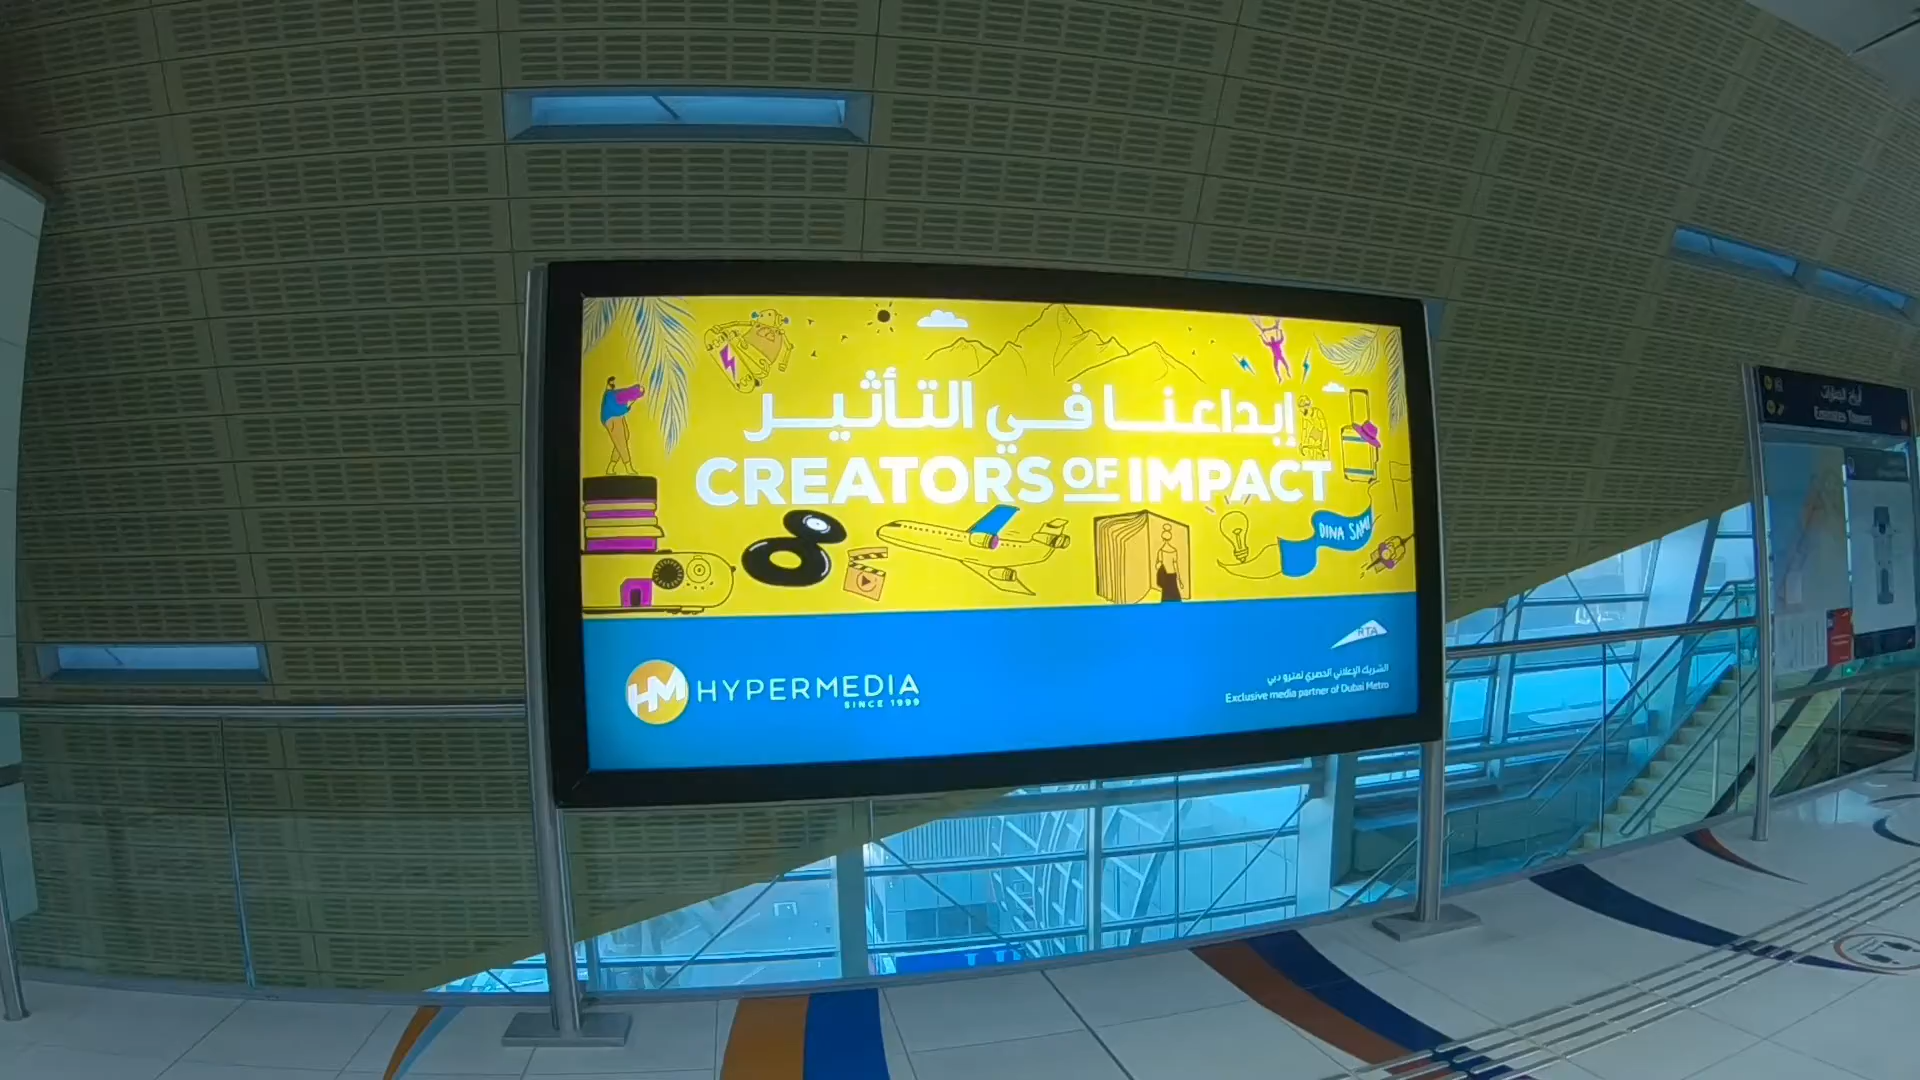 إبداعنا في التأثير
CREATORS OF IMPACT
DINA SAMI
HM HYPERMEDIA
SINCE 1999
RTA
الشريك الإعلاني الحصري لمترو دبي
Exclusive media partner of Dubai Metro
أبراج الإمارات
Emirates Towers